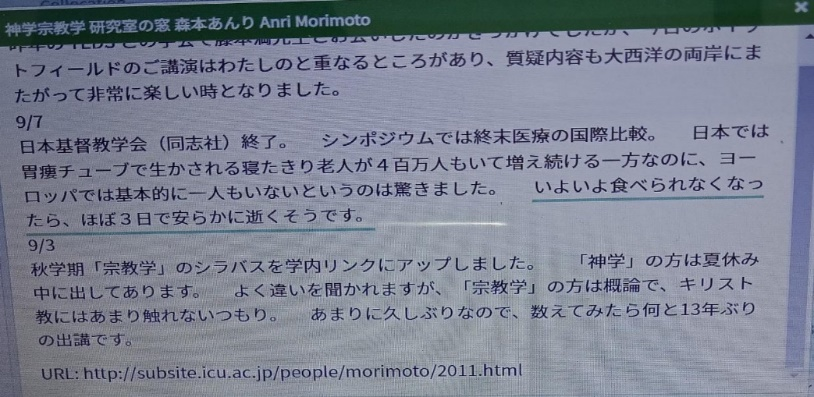 神学宗教学 研究室の窓 森本あんり Anri Morimoto
トフィールドのご講演はわたしのと重なるところがあり、質疑内容も大西洋の両岸にま
たがって非常に楽しい時となりました。
9/7
日本基督教学会（同志社）終了。　シンポジウムでは終末医療の国際比較。　日本では
胃瘻チューブで生かされる寝たきり老人が４百万人もいて増え続ける一方なのに、ヨー
ロッパでは基本的に一人もいないというのは驚きました。　いよいよ食べられなくなっ
たら、ほぼ３日で安らかに逝くそうです。
9/3
秋学期「宗教学」のシラバスを学内リンクにアップしました。　「神学」の方は夏休み
中に出してあります。　よく違いを聞かれますが、「宗教学」の方は概論で、キリスト
教にはあまり触れないつもり。　あまりに久しぶりなので、数えてみたら何と13年ぶり
の出講です。
URL: http://subsite.icu.ac.jp/people/morimoto/2011.html